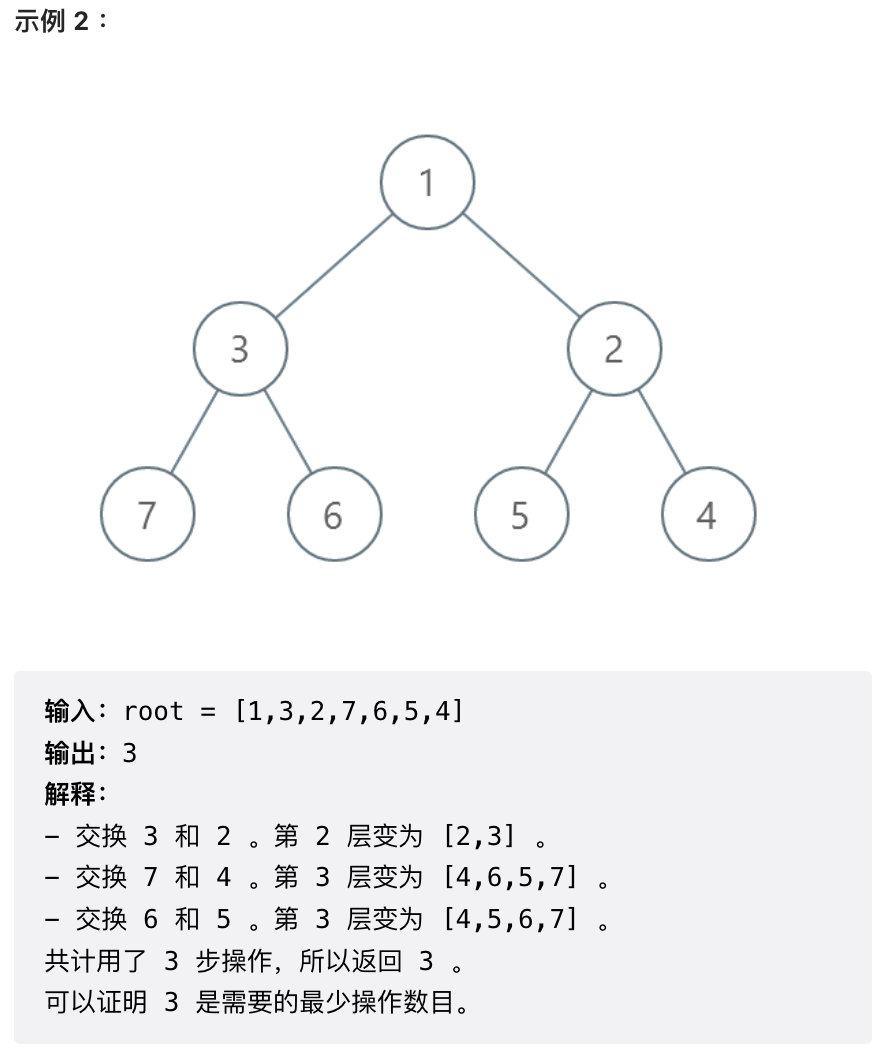 示例 2：
1
3 2
7 6 5 4
输入：root = [1,3,2,7,6,5,4]
输出：3
解释：
- 交换 3 和 2 。第 2 层变为 [2,3] 。
- 交换 7 和 4 。第 3 层变为 [4,6,5,7] 。
- 交换 6 和 5 。第 3 层变为 [4,5,6,7] 。
共计用了 3 步操作，所以返回 3 。
可以证明 3 是需要的最少操作数目。